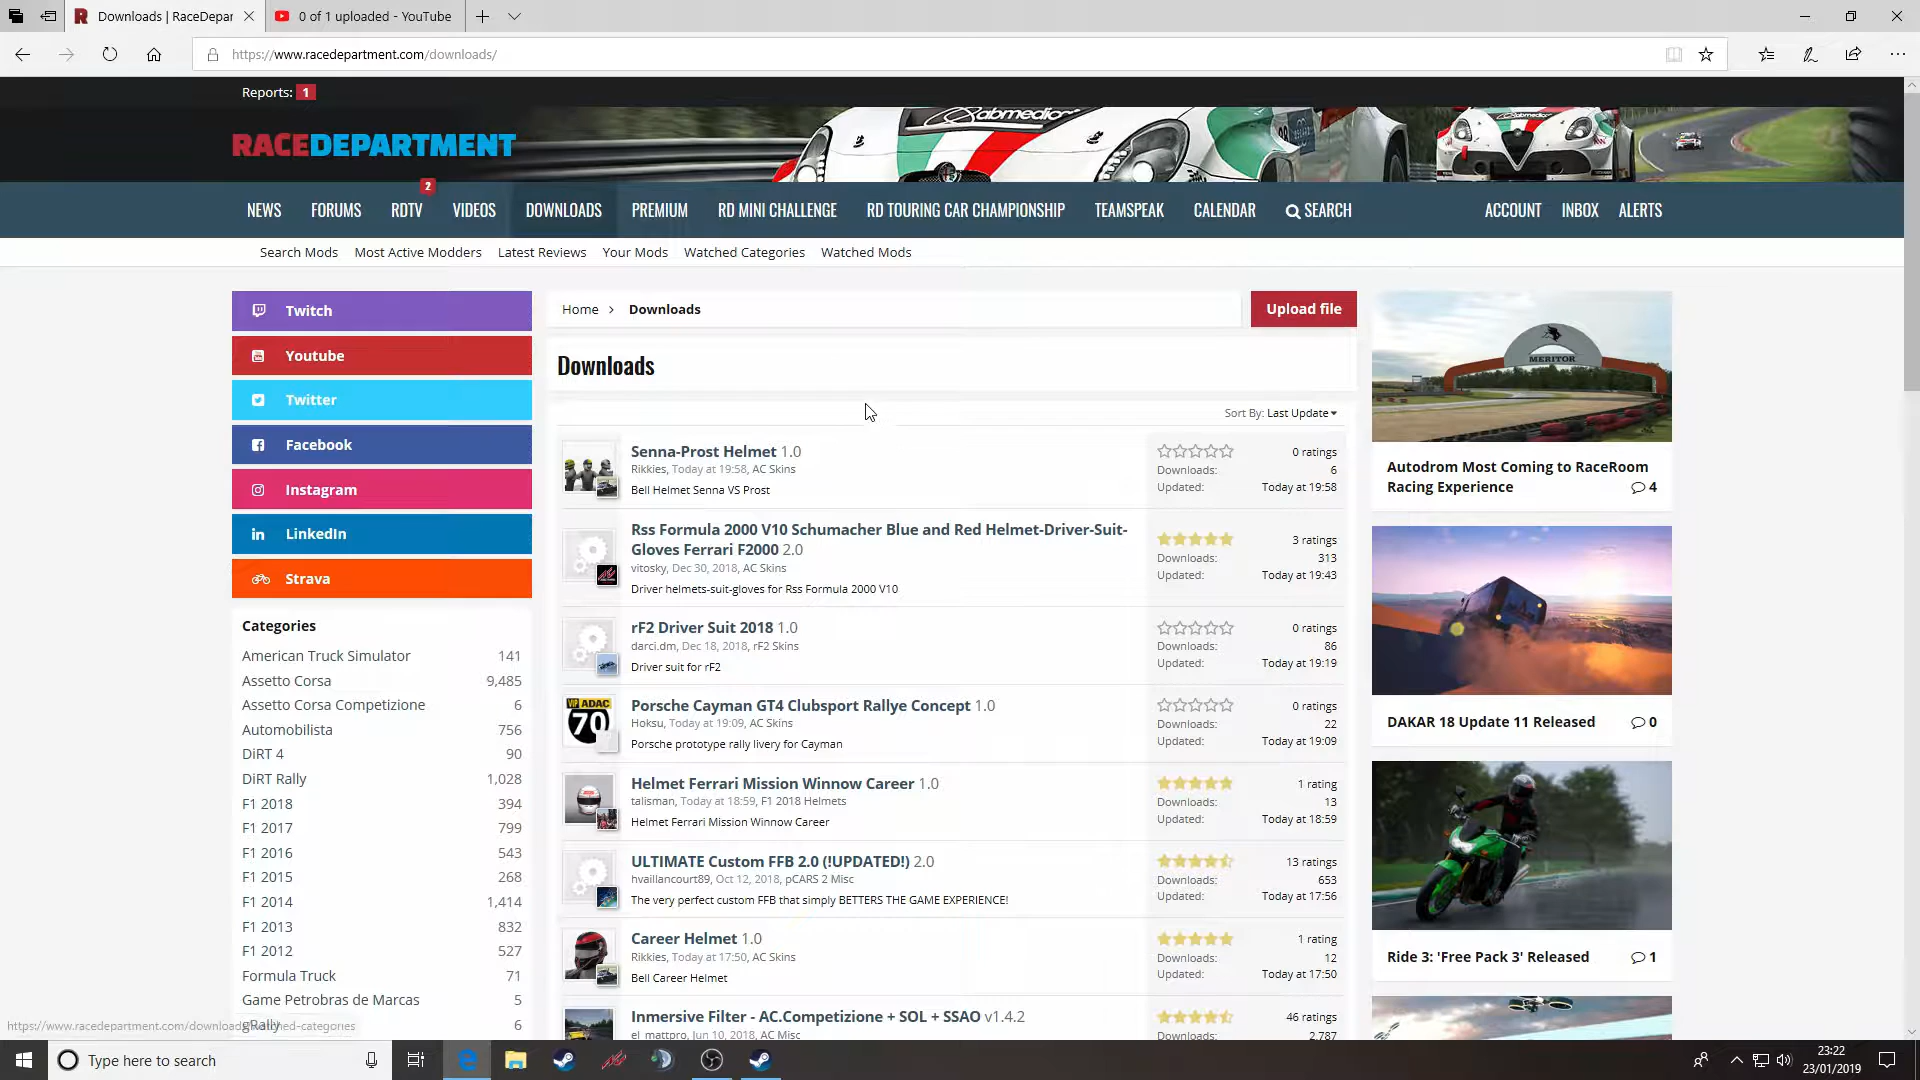 Downloads | RaceDepar
0 of 1 uploaded - YouTube
https://www.racedepartment.com/downloads/
Reports: 1
RACEDEPARTMENT
NEWS FORUMS RDTV 2 VIDEOS DOWNLOADS PREMIUM RD MINI CHALLENGE RD TOURING CAR CHAMPIONSHIP TEAMSPEAK CALENDAR SEARCH ACCOUNT INBOX ALERTS
Search Mods Most Active Modders Latest Reviews Your Mods Watched Categories Watched Mods
Twitch
Youtube
Twitter
Facebook
Instagram
LinkedIn
Strava
Categories
American Truck Simulator 141
Assetto Corsa 9,485
Assetto Corsa Competizione 6
Automobilista 756
DiRT 4 90
DiRT Rally 1,028
F1 2018 394
F1 2017 799
F1 2016 543
F1 2015 268
F1 2014 1,414
F1 2013 832
F1 2012 527
Formula Truck 71
Game Petrobras de Marcas 5
gRally 6
https://www.racedepartment.com/downloads/watched-categories
Home > Downloads
Upload file
Downloads
Sort By: Last Update
Senna-Prost Helmet 1.0
Rikkies, Today at 19:58, AC Skins
Bell Helmet Senna VS Prost
0 ratings
Downloads: 6
Updated: Today at 19:58
Rss Formula 2000 V10 Schumacher Blue and Red Helmet-Driver-Suit-
Gloves Ferrari F2000 2.0
vitosky, Dec 30, 2018, AC Skins
Driver helmets-suit-gloves for Rss Formula 2000 V10
3 ratings
Downloads: 313
Updated: Today at 19:43
rF2 Driver Suit 2018 1.0
darci.dm, Dec 18, 2018, rF2 Skins
Driver suit for rF2
0 ratings
Downloads: 86
Updated: Today at 19:19
ADAC
70
Porsche Cayman GT4 Clubsport Rallye Concept 1.0
Hoksu, Today at 19:09, AC Skins
Porsche prototype rally livery for Cayman
0 ratings
Downloads: 22
Updated: Today at 19:09
Helmet Ferrari Mission Winnow Career 1.0
talisman, Today at 18:59, F1 2018 Helmets
Helmet Ferrari Mission Winnow Career
1 rating
Downloads: 13
Updated: Today at 18:59
ULTIMATE Custom FFB 2.0 (!UPDATED!) 2.0
hvaillancourt89, Oct 12, 2018, pCARS 2 Misc
The very perfect custom FFB that simply BETTERS THE GAME EXPERIENCE!
13 ratings
Downloads: 653
Updated: Today at 17:56
Career Helmet 1.0
Rikkies, Today at 17:50, AC Skins
Bell Career Helmet
1 rating
Downloads: 12
Updated: Today at 17:50
Inmersive Filter - AC.Competizione + SOL + SSAO v1.4.2
el_mattpro, Jun 10, 2018, AC Misc
46 ratings
Downloads: 2,787
MERITOR
Autodrom Most Coming to RaceRoom
Racing Experience 4
DAKAR 18 Update 11 Released 0
Ride 3: 'Free Pack 3' Released 1
Type here to search
23:22
23/01/2019